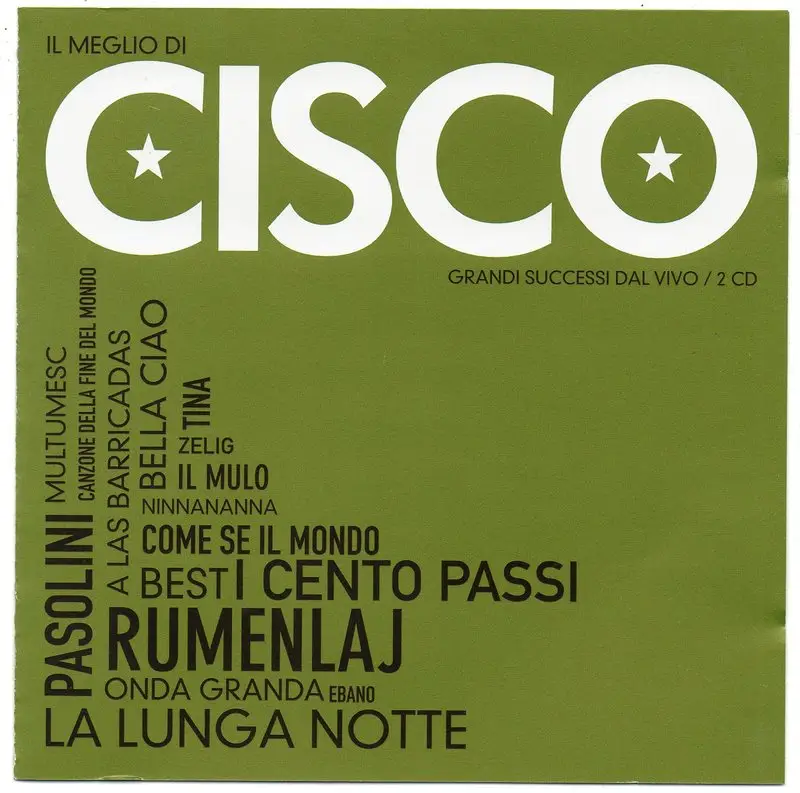 IL MEGLIO DI
CISCO
GRANDI SUCCESSI DAL VIVO / 2 CD
PASOLINI
MULTUMESC
CANZONE DELLA FINE DEL MONDO
A LAS BARRICADAS
BELLA CIAO
TINA
ZELIG
IL MULO
NINNANANNA
COME SE IL MONDO
BEST I CENTO PASSI
RUMENLAJ
ONDA GRANDA EBANO
LA LUNGA NOTTE